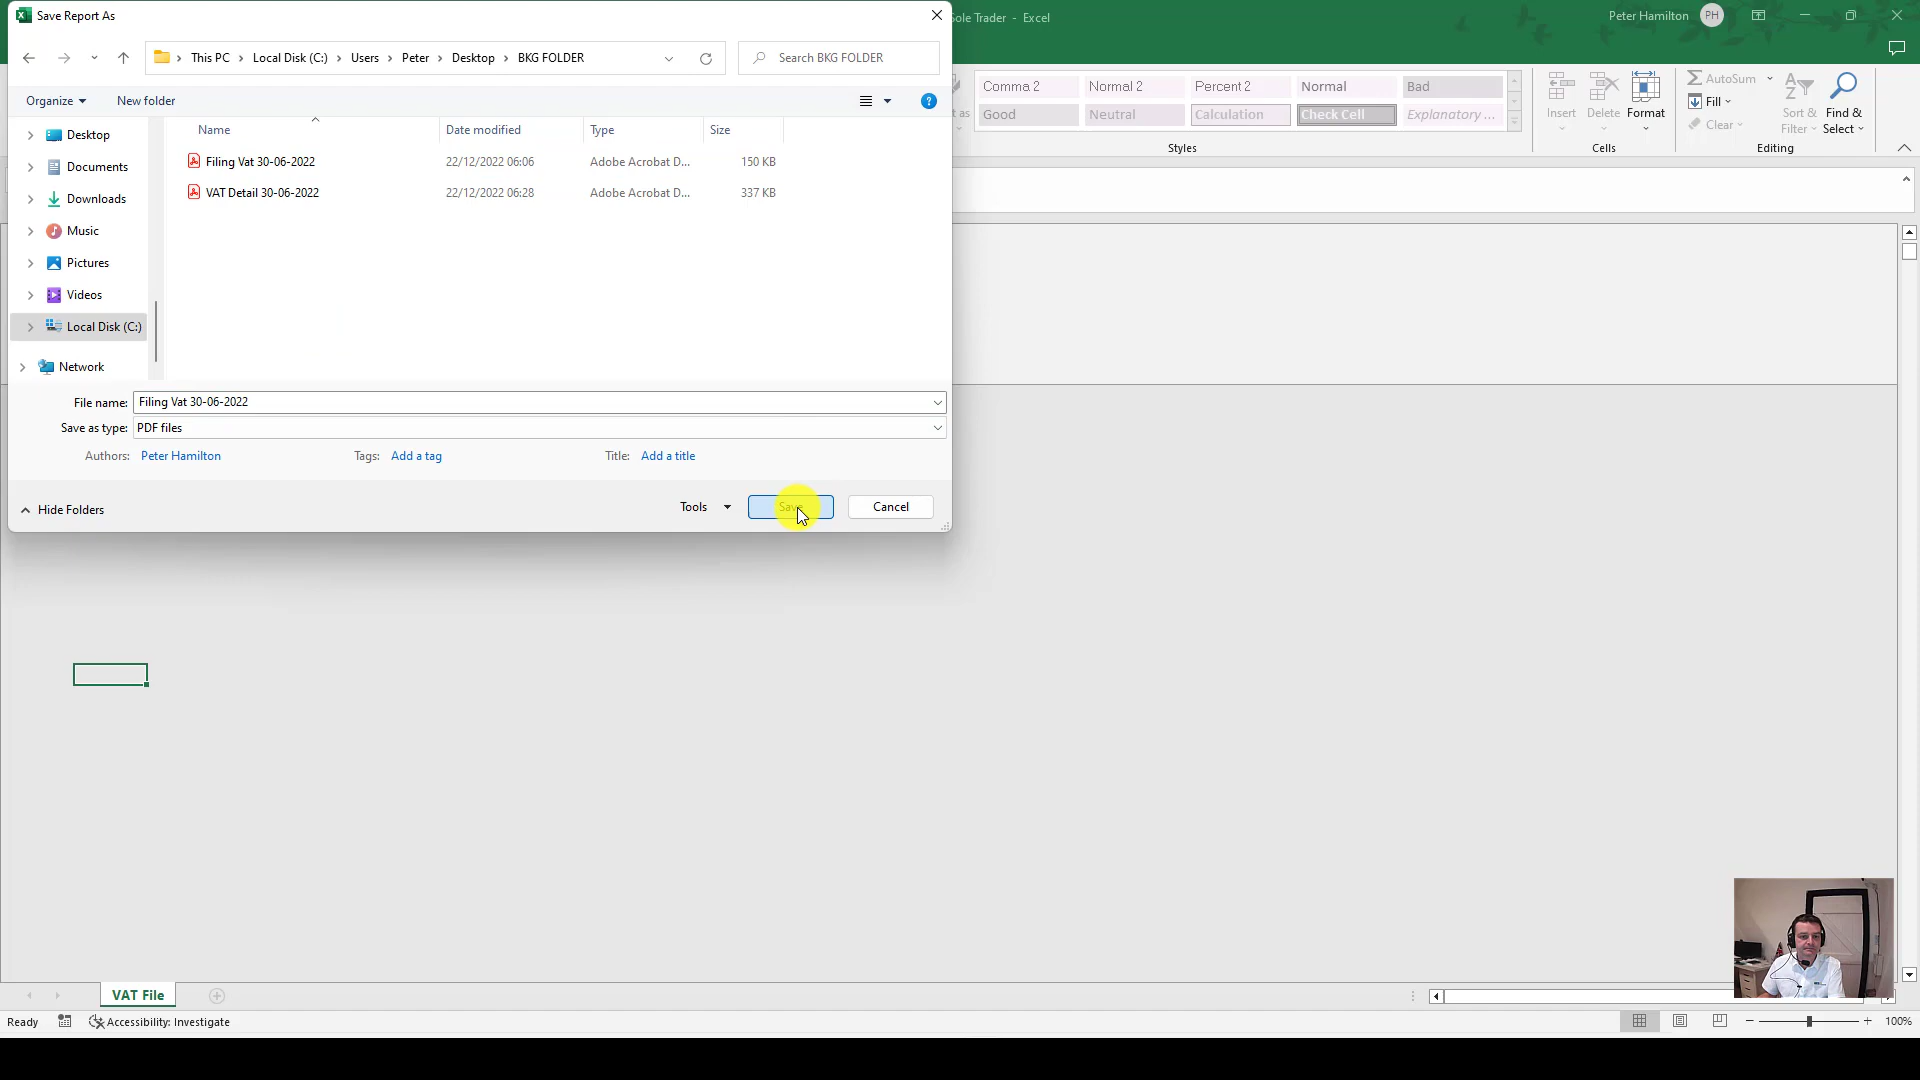 Save Report As
Sole Trader - Excel
Peter Hamilton PH
This PC > Local Disk (C:) > Users > Peter > Desktop > BKG FOLDER
Search BKG FOLDER
Organize
New folder
Desktop
Documents
Downloads
Music
Pictures
Videos
Local Disk (C:)
Network
Name Date modified Type Size
Filing Vat 30-06-2022 22/12/2022 06:06 Adobe Acrobat D... 150 KB
VAT Detail 30-06-2022 22/12/2022 06:28 Adobe Acrobat D... 337 KB
File name: Filing Vat 30-06-2022
Save as type: PDF files
Authors: Peter Hamilton Tags: Add a tag Title: Add a title
Hide Folders
Tools Save Cancel
as
Comma 2 Normal 2 Percent 2 Normal Bad
Good Neutral Calculation Check Cell Explanatory ...
Styles
Insert Delete Format
Cells
AutoSum
Fill
Clear
Sort &
Filter
Find &
Select
Editing
VAT File
Ready
Accessibility: Investigate
100%